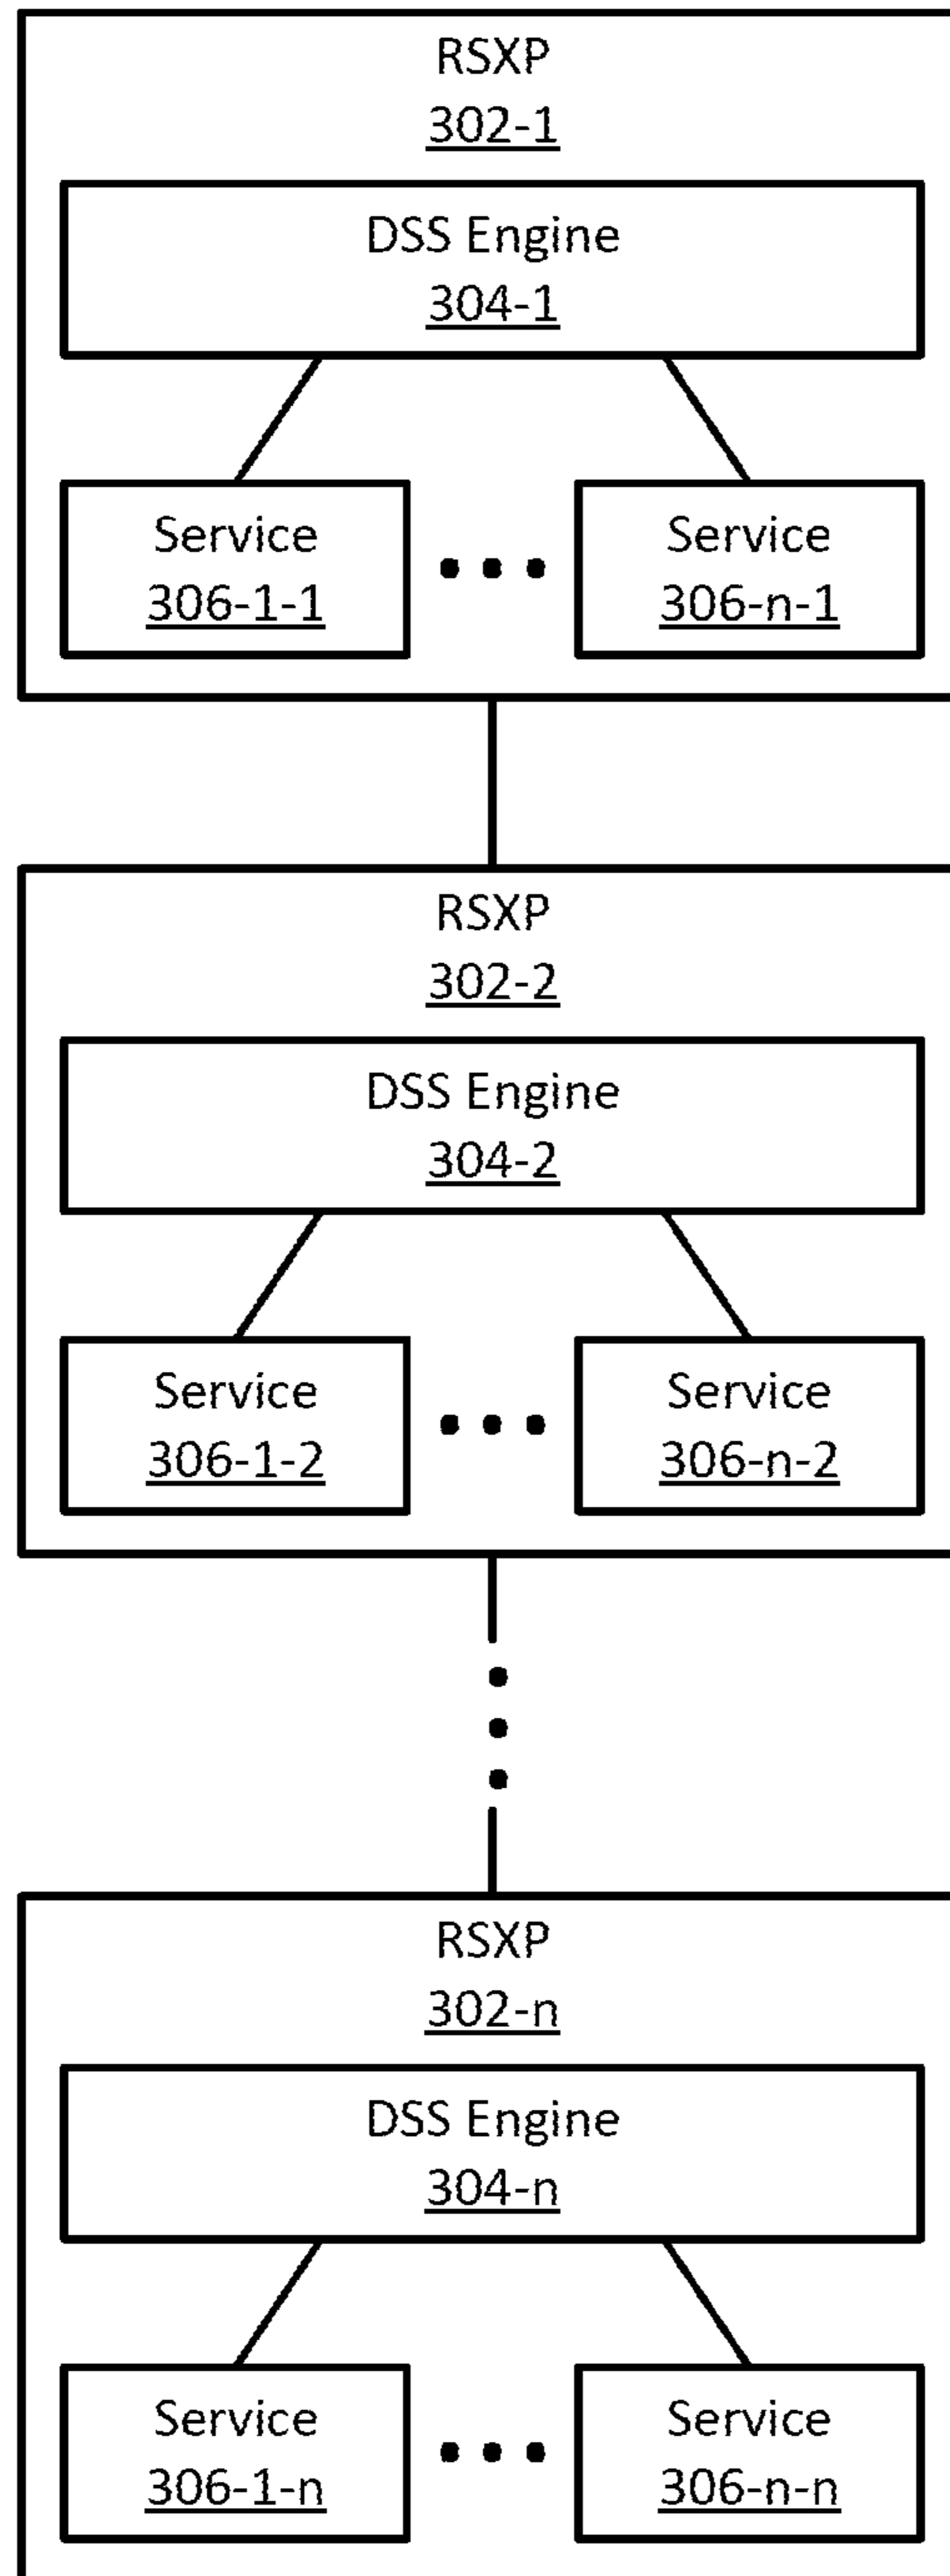 RSXP
302-1
DSS Engine
304-1
Service
306-1-1
Service
306-n-1
RSXP
302-2
DSS Engine
304-2
Service
306-1-2
Service
306-n-2
RSXP
302-n
DSS Engine
304-n
Service
306-1-n
Service
306-n-n